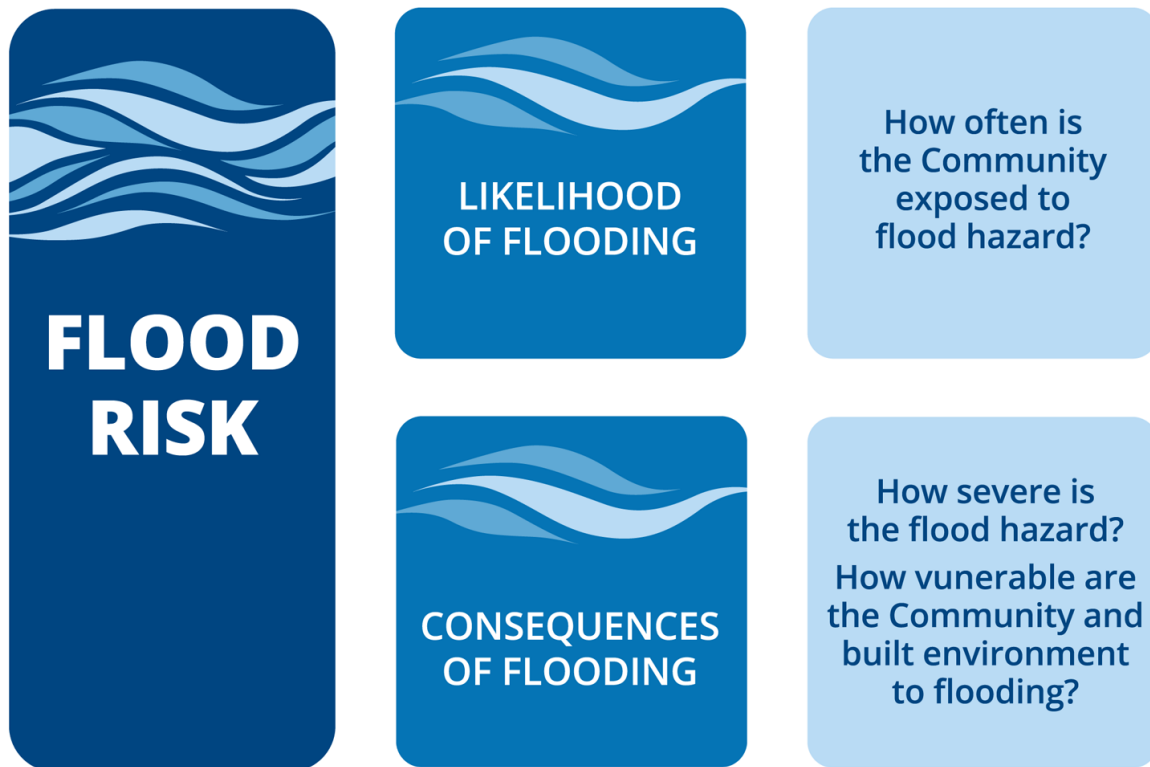 FLOOD
RISK
LIKELIHOOD
OF FLOODING
How often is
the Community
exposed to
flood hazard?
CONSEQUENCES
OF FLOODING
How severe is
the flood hazard?
How vunerable are
the Community and
built environment
to flooding?